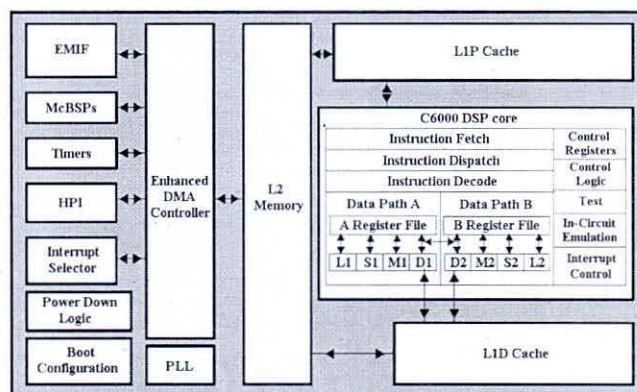 EMIF
McBSPs
Timers
HPI
Interrupt
Selector
Power Down
Logic
Boot
Configuration
Enhanced
DMA
Controller
PLL
L2
Memory
L1P Cache
C6000 DSP core
Instruction Fetch
Instruction Dispatch
Instruction Decode
Control
Registers
Control
Logic
Test
In-Circuit
Emulation
Interrupt
Control
Data Path A
Data Path B
A Register File
B Register File
L1 S1 M1 D1
D2 M2 S2 L2
L1D Cache